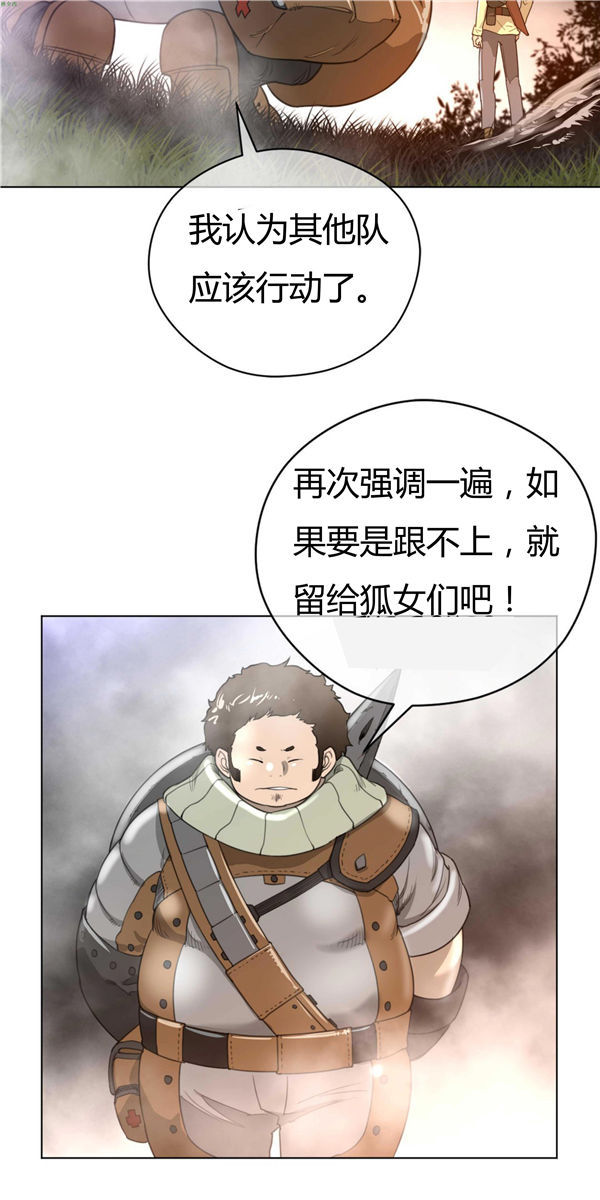 我认为其他队
应该行动了。
再次强调一遍，如
果要是跟不上，就
留给狐女们吧！